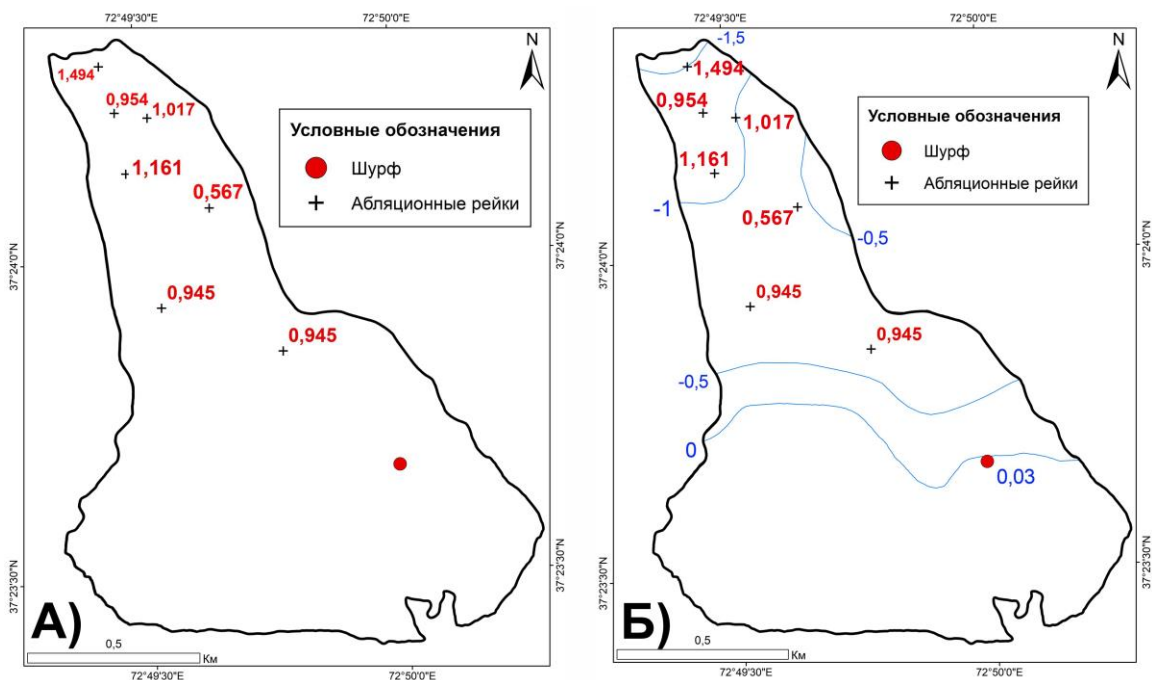 72°49'30"E
72°50'0"E
N
1,494
0,954
1,017
1,161
0,567
0,945
0,945
Условные обозначения
Шурф
Абляционные рейки
37°24'0"N
37°24'0"N
37°23'30"N
37°23'30"N
А)
0,5
Км
72°49'30"E
72°50'0"E
72°49'30"E
72°50'0"E
N
-1,5
1,494
0,954
1,017
1,161
-1
0,567
-0,5
0,945
0,945
-0,5
0
0,03
Условные обозначения
Шурф
Абляционные рейки
37°24'0"N
37°24'0"N
37°23'30"N
37°23'30"N
Б)
0,5
Км
72°49'30"E
72°50'0"E